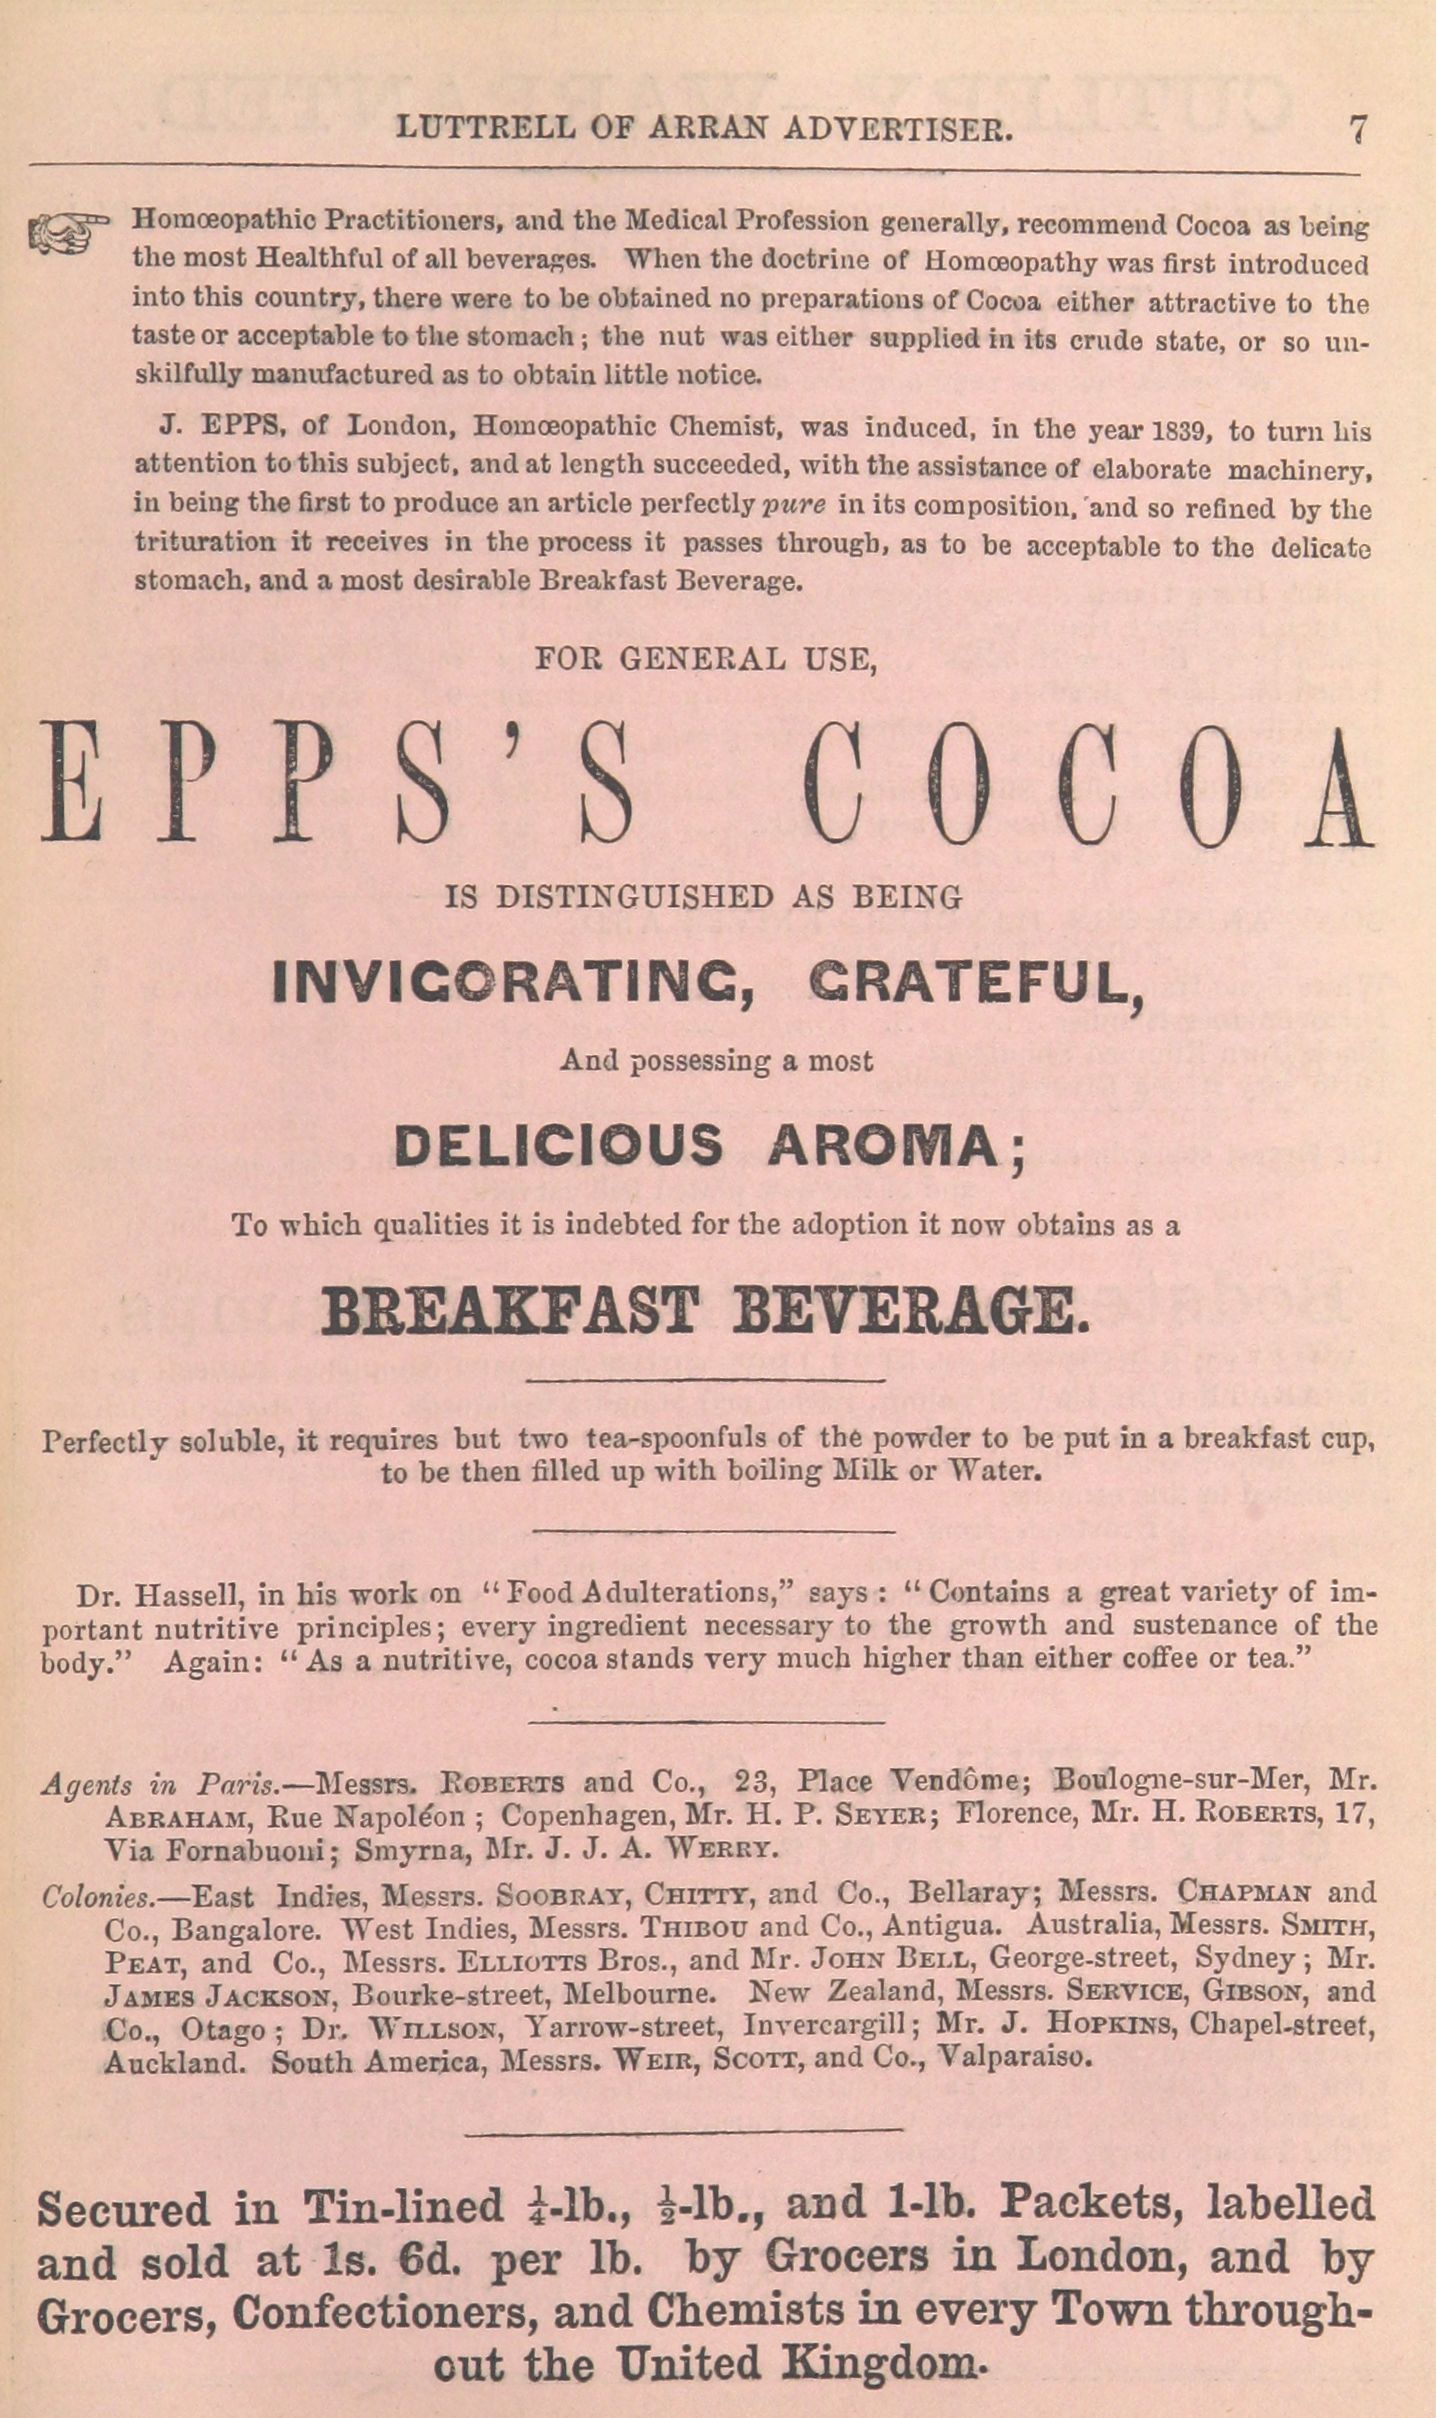 LUTTRELL OF ARRAN ADVERTISER. 7
Homœopathic Practitioners, and the Medical Profession generally, recommend Cocoa as being
the most Healthful of all beverages. When the doctrine of Homœopathy was first introduced
into this country, there were to be obtained no preparations of Cocoa either attractive to the
taste or acceptable to the stomach; the nut was either supplied in its crude state, or so un-
skilfully manufactured as to obtain little notice.
J. EPPS, of London, Homœopathic Chemist, was induced, in the year 1839, to turn his
attention to this subject, and at length succeeded, with the assistance of elaborate machinery,
in being the first to produce an article perfectly pure in its composition, and so refined by the
trituration it receives in the process it passes through, as to be acceptable to the delicate
stomach, and a most desirable Breakfast Beverage.
FOR GENERAL USE,
EPPS'S COCOA
IS DISTINGUISHED AS BEING
INVIGORATING, GRATEFUL,
And possessing a most
DELICIOUS AROMA;
To which qualities it is indebted for the adoption it now obtains as a
BREAKFAST BEVERAGE.
Perfectly soluble, it requires but two tea-spoonfuls of the powder to be put in a breakfast cup,
to be then filled up with boiling Milk or Water.
Dr. Hassell, in his work on "Food Adulterations," says: "Contains a great variety of im-
portant nutritive principles; every ingredient necessary to the growth and sustenance of the
body." Again: "As a nutritive, cocoa stands very much higher than either coffee or tea."
Agents in Paris.—Messrs. ROBERTS and Co., 23, Place Vendôme; Boulogne-sur-Mer, Mr.
ABRAHAM, Rue Napoléon; Copenhagen, Mr. H. P. SEYER; Florence, Mr. H. ROBERTS, 17,
Via Fornabuoni; Smyrna, Mr. J. J. A. WERRY.
Colonies.—East Indies, Messrs. SOOBRAY, CHITTY, and Co., Bellaray; Messrs. CHAPMAN and
Co., Bangalore. West Indies, Messrs. THIBOU and Co., Antigua. Australia, Messrs. SMITH,
PEAT, and Co., Messrs. ELLIOTTS Bros., and Mr. JOHN BELL, George-street, Sydney; Mr.
JAMES JACKSON, Bourke-street, Melbourne. New Zealand, Messrs. SERVICE, GIBSON, and
Co., Otago; Dr. WILLSON, Yarrow-street, Invercargill; Mr. J. HOPKINS, Chapel-street,
Auckland. South America, Messrs. WEIR, SCOTT, and Co., Valparaiso.
Secured in Tin-lined ¼-lb., ½-lb., and 1-lb. Packets, labelled
and sold at 1s. 6d. per lb. by Grocers in London, and by
Grocers, Confectioners, and Chemists in every Town through-
out the United Kingdom.